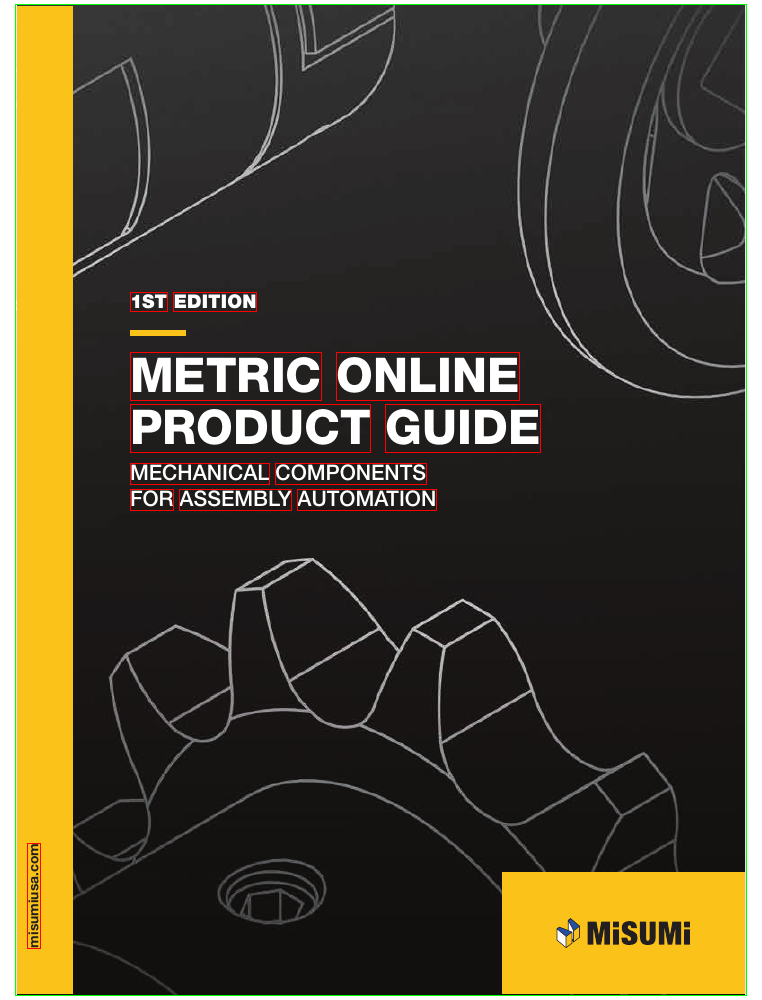 1ST EDITION
METRIC ONLINE
PRODUCT GUIDE
MECHANICAL COMPONENTS
FOR ASSEMBLY AUTOMATION
misumiusa.com
MiSUMi